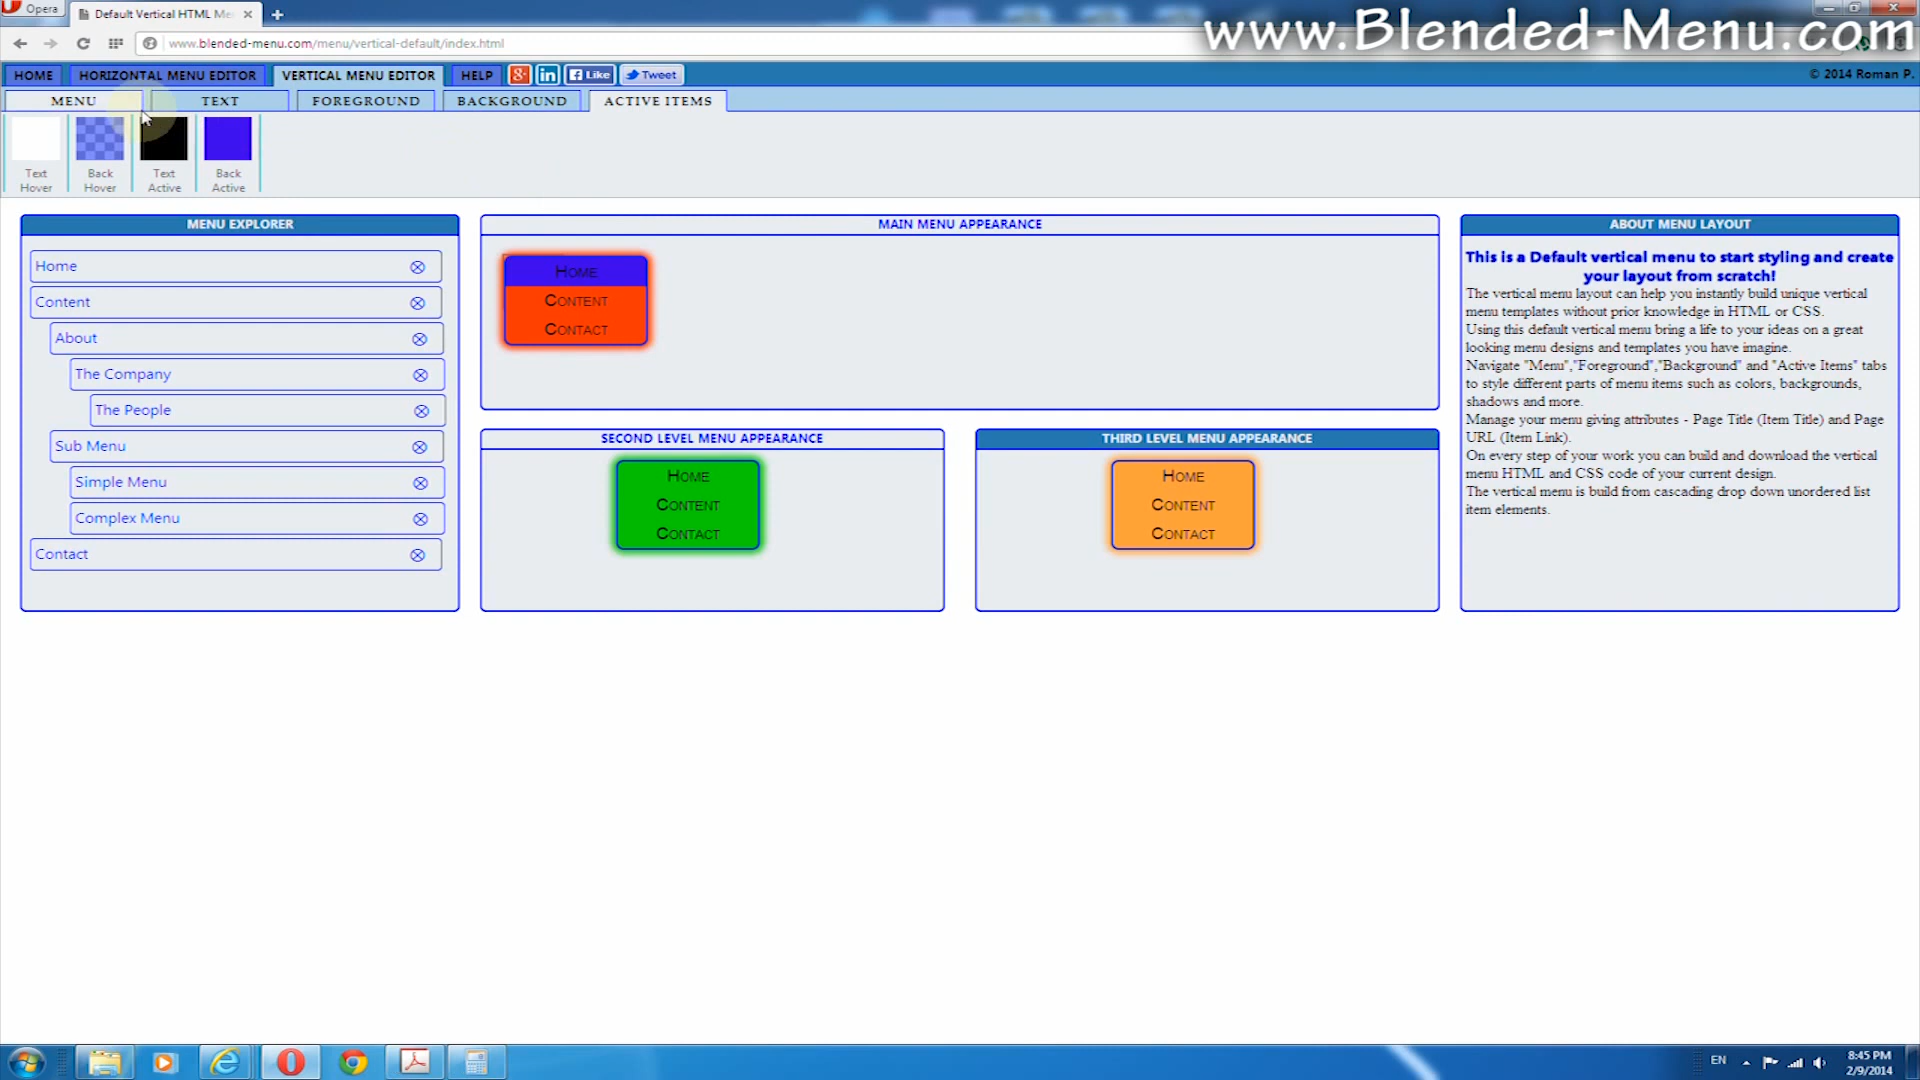 Opera
Default Vertical HTML Me
www.Blended-Menu.com
www.blended-menu.com/menu/vertical-default/index.html
HOME
HORIZONTAL MENU EDITOR
VERTICAL MENU EDITOR
HELP
Like
Tweet
© 2014 Roman P.
MENU
TEXT
FOREGROUND
BACKGROUND
ACTIVE ITEMS
Text
Hover
Back
Hover
Text
Active
Back
Active
MENU EXPLORER
Home
Content
About
The Company
The People
Sub Menu
Simple Menu
Complex Menu
Contact
MAIN MENU APPEARANCE
HOME
CONTENT
CONTACT
SECOND LEVEL MENU APPEARANCE
HOME
CONTENT
CONTACT
THIRD LEVEL MENU APPEARANCE
HOME
CONTENT
CONTACT
ABOUT MENU LAYOUT
This is a Default vertical menu to start styling and create
your layout from scratch!
The vertical menu layout can help you instantly build unique vertical
menu templates without prior knowledge in HTML or CSS.
Using this default vertical menu bring a life to your ideas on a great
looking menu designs and templates you have imagine.
Navigate "Menu","Foreground","Background" and "Active Items" tabs
to style different parts of menu items such as colors, backgrounds,
shadows and more.
Manage your menu giving attributes - Page Title (Item Title) and Page
URL (Item Link).
On every step of your work you can build and download the vertical
menu HTML and CSS code of your current design.
The vertical menu is build from cascading drop down unordered list
item elements.
EN
8:45 PM
2/9/2014